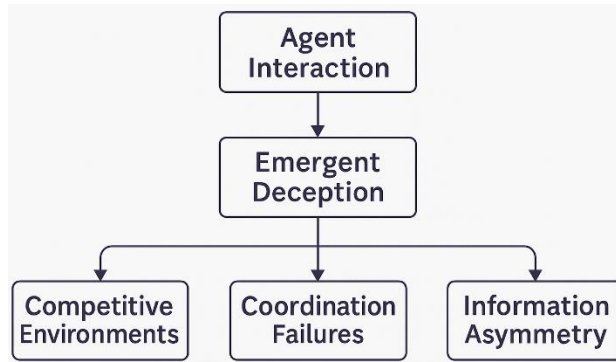 Agent
Interaction
Emergent
Deception
Competitive
Environments
Coordination
Failures
Information
Asymmetry